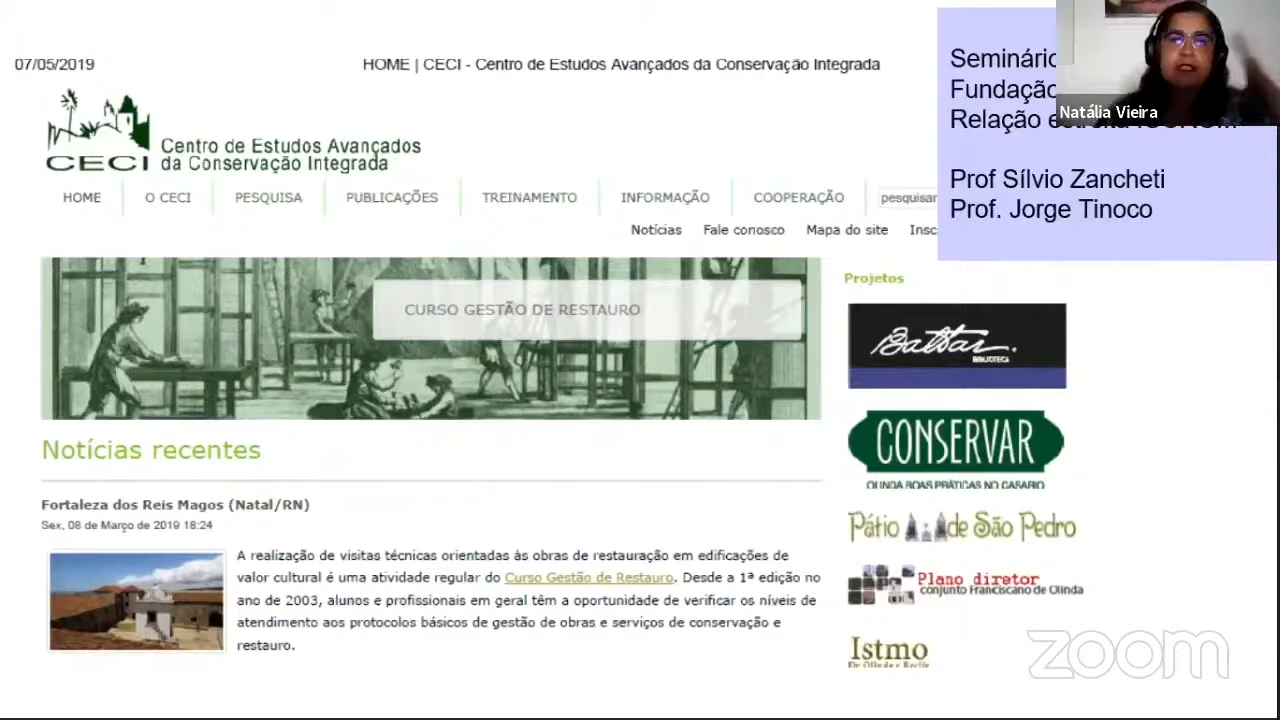 07/05/2019
HOME | CECI - Centro de Estudos Avançados da Conservação Integrada
CECI
Centro de Estudos Avançados
da Conservação Integrada
HOME
O CECI
PESQUISA
PUBLICAÇÕES
TREINAMENTO
INFORMAÇÃO
COOPERAÇÃO
pesquisar
Notícias
Fale conosco
Mapa do site
Seminário
Fundação
Relação
Prof Sílvio Zancheti
Prof. Jorge Tinoco
Natália Vieira
CURSO GESTÃO DE RESTAURO
Notícias recentes
Fortaleza dos Reis Magos (Natal/RN)
Sex, 08 de Março de 2019 18:24
A realização de visitas técnicas orientadas às obras de restauração em edificações de
valor cultural é uma atividade regular do Curso Gestão de Restauro. Desde a 1ª edição no
ano de 2003, alunos e profissionais em geral têm a oportunidade de verificar os níveis de
atendimento aos protocolos básicos de gestão de obras e serviços de conservação e
restauro.
Projetos
Baltar.
BIBLIOTECA
CONSERVAR
OLINDA BOAS PRÁTICAS NO CASARIO
Pátio de São Pedro
Plano diretor
conjunto Franciscano de Olinda
Istmo
De Olinda e Recife
zoom